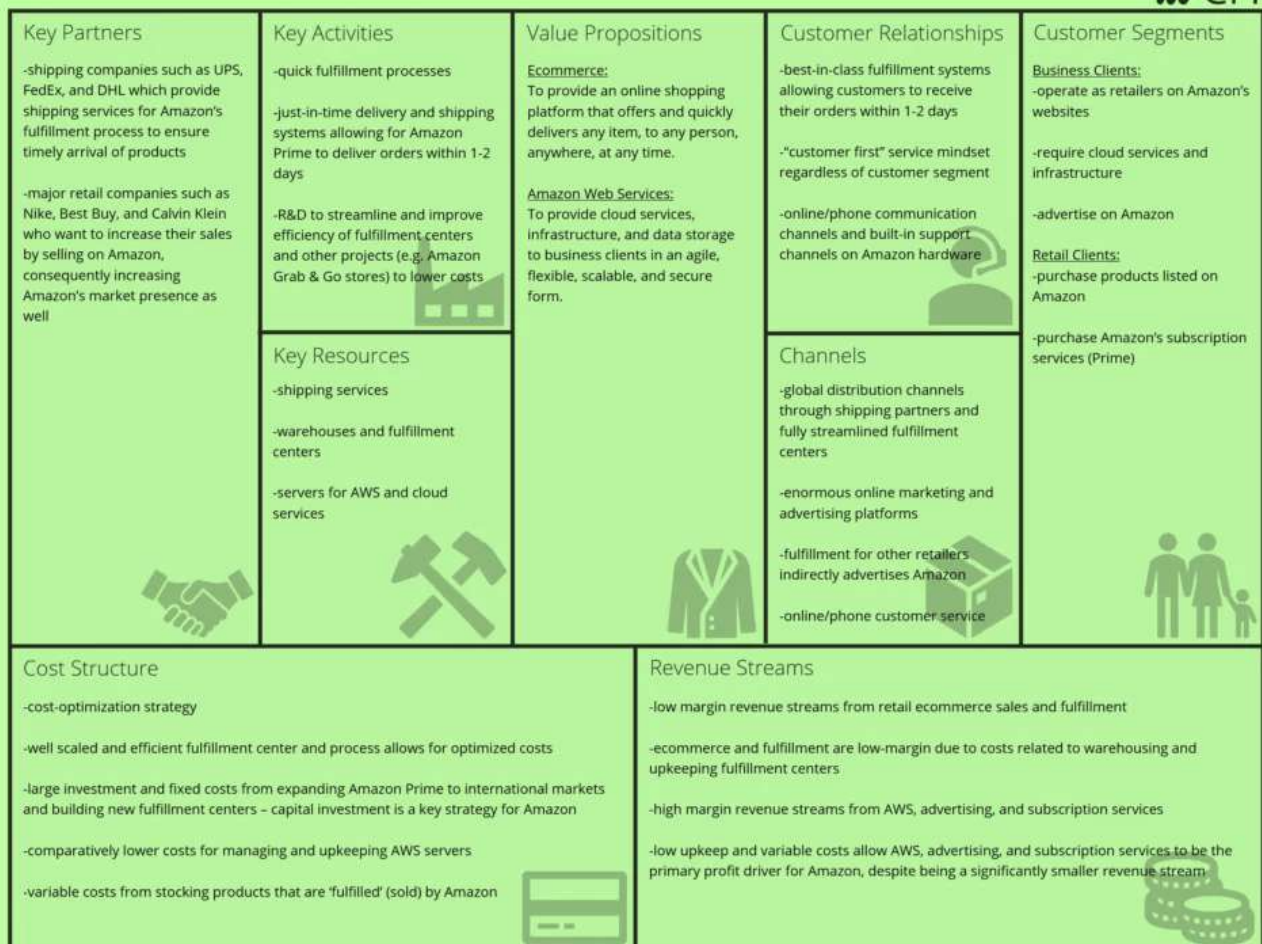 Key Partners
-shipping companies such as UPS,
FedEx, and DHL which provide
shipping services for Amazon's
fulfillment process to ensure
timely arrival of products
-major retail companies such as
Nike, Best Buy, and Calvin Klein
who want to increase their sales
by selling on Amazon,
consequently increasing
Amazon's market presence as
well
Key Activities
-quick fulfillment processes
-just-in-time delivery and shipping
systems allowing for Amazon
Prime to deliver orders within 1-2
days
-R&D to streamline and improve
efficiency of fulfillment centers
and other projects (e.g. Amazon
Grab & Go stores) to lower costs
Key Resources
-shipping services
-warehouses and fulfillment
centers
-servers for AWS and cloud
services
Value Propositions
Ecommerce:
To provide an online shopping
platform that offers and quickly
delivers any item, to any person,
anywhere, at any time.
Amazon Web Services:
To provide cloud services,
infrastructure, and data storage
to business clients in an agile,
flexible, scalable, and secure
form.
Customer Relationships
-best-in-class fulfillment systems
allowing customers to receive
their orders within 1-2 days
-"customer first" service mindset
regardless of customer segment
-online/phone communication
channels and built-in support
channels on Amazon hardware
Channels
-global distribution channels
through shipping partners and
fully streamlined fulfillment
centers
-enormous online marketing and
advertising platforms
-fulfillment for other retailers
indirectly advertises Amazon
-online/phone customer service
Customer Segments
Business Clients:
-operate as retailers on Amazon's
websites
-require cloud services and
infrastructure
-advertise on Amazon
Retail Clients:
-purchase products listed on
Amazon
-purchase Amazon's subscription
services (Prime)
Cost Structure
-cost-optimization strategy
-well scaled and efficient fulfillment center and process allows for optimized costs
-large investment and fixed costs from expanding Amazon Prime to international markets
and building new fulfillment centers – capital investment is a key strategy for Amazon
-comparatively lower costs for managing and upkeeping AWS servers
-variable costs from stocking products that are 'fulfilled' (sold) by Amazon
Revenue Streams
-low margin revenue streams from retail ecommerce sales and fulfillment
-ecommerce and fulfillment are low-margin due to costs related to warehousing and
upkeeping fulfillment centers
-high margin revenue streams from AWS, advertising, and subscription services
-low upkeep and variable costs allow AWS, advertising, and subscription services to be the
primary profit driver for Amazon, despite being a significantly smaller revenue stream